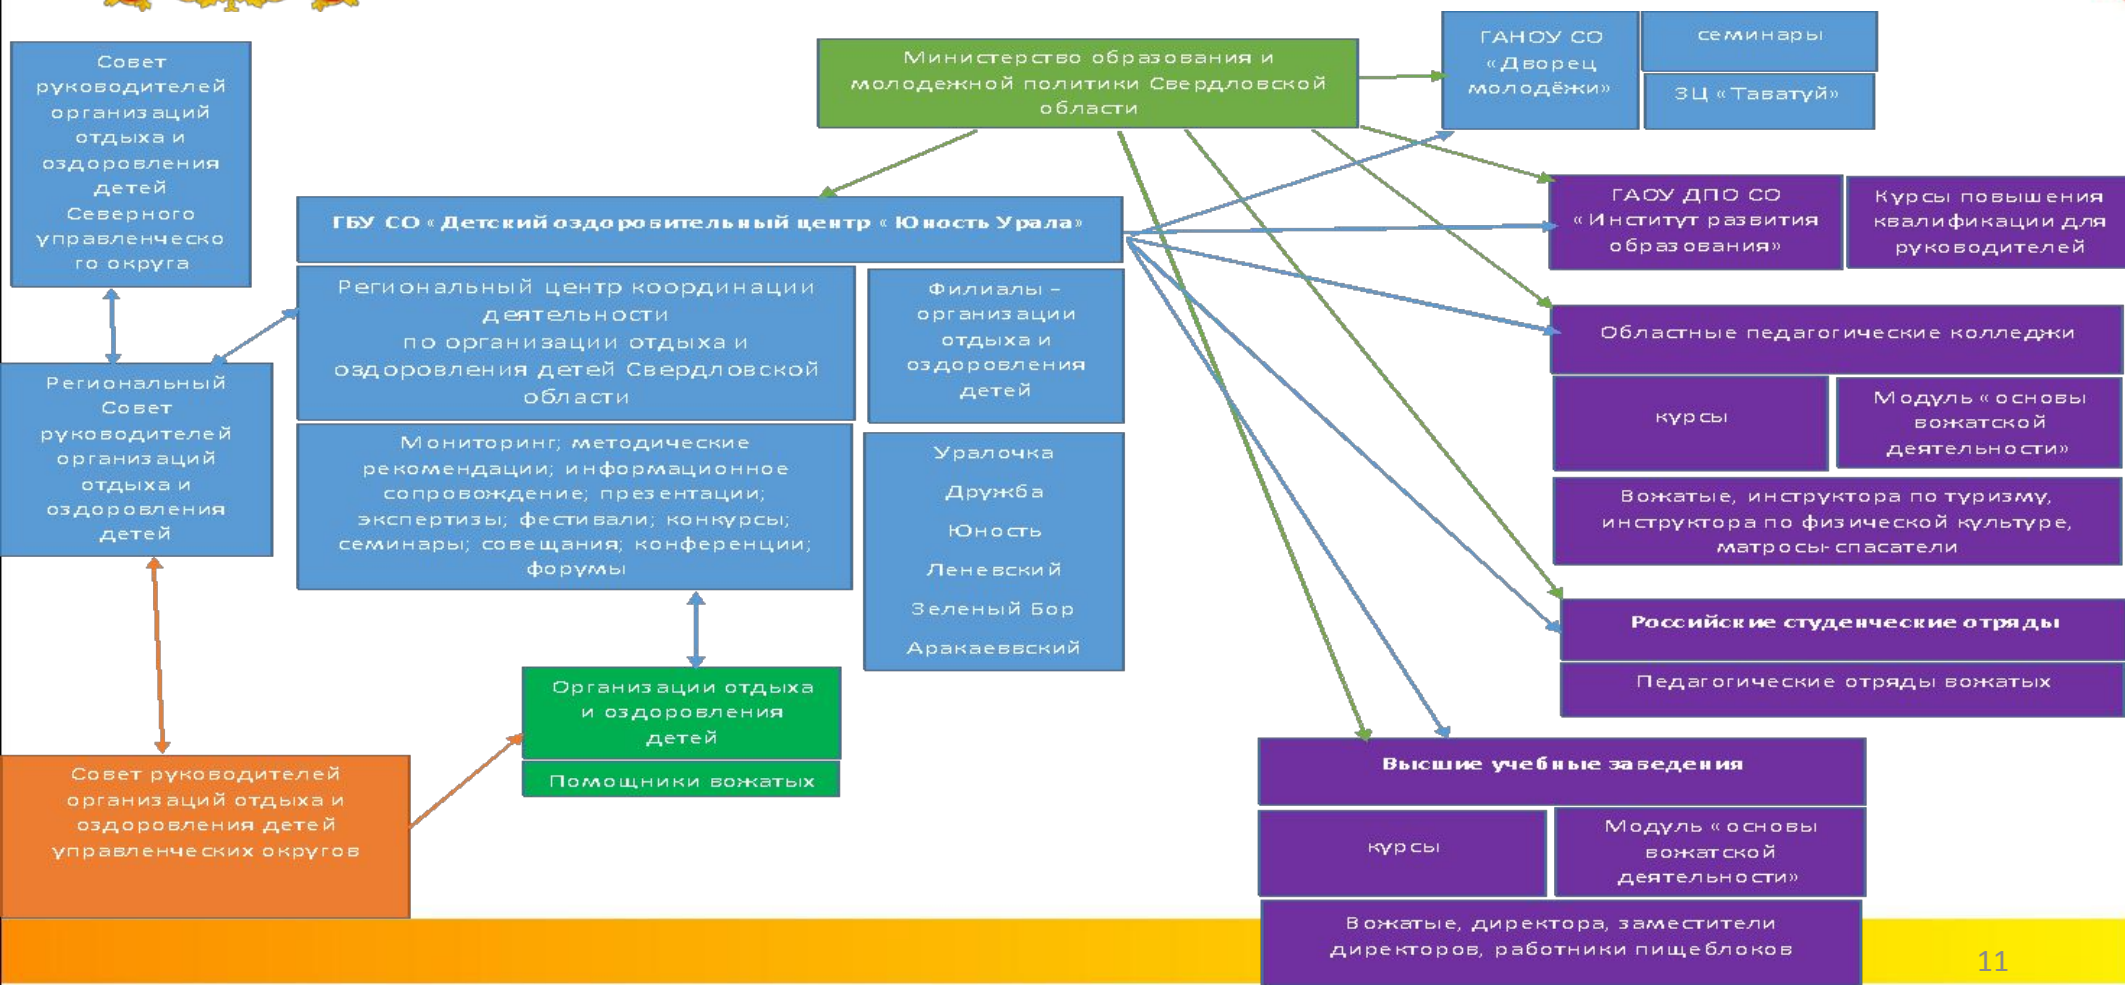 Совет
руководителей
организаций
отдыха и
оздоровления
детей
Северного
управленческо
го округа
Региональный
Совет
руководителей
организаций
отдыха и
оздоровления
детей
Совет руководителей
организаций отдыха и
оздоровления детей
управленческих округов
Министерство образования и
молодежной политики Свердловской
области
ГБУ СО «Детский оздоровительный центр «Юность Урала»
Региональный центр координации
деятельности
по организации отдыха и
оздоровления детей Свердловской
области
Мониторинг; методические
рекомендации; информационное
сопровождение; презентации;
экспертизы; фестивали; конкурсы;
семинары; совещания; конференции;
форумы
Филиалы –
организации
отдыха и
оздоровления
детей
Уралочка
Дружба
Юность
Леневский
Зеленый Бор
Аракаеввский
Организации отдыха
и оздоровления
детей
Помощники вожатых
ГАНОУ СО
«Дворец
молодёжи»
семинары
ЗЦ «Таватуй»
ГАОУ ДПО СО
«Институт развития
образования»
Курсы повышения
квалификации для
руководителей
Областные педагогические колледжи
курсы
Модуль «основы
вожатской
деятельности»
Вожатые, инструктора по туризму,
инструктора по физической культуре,
матросы-спасатели
Российские студенческие отряды
Педагогические отряды вожатых
Высшие учебные заведения
курсы
Модуль «основы
вожатской
деятельности»
Вожатые, директора, заместители
директоров, работники пищеблоков
11